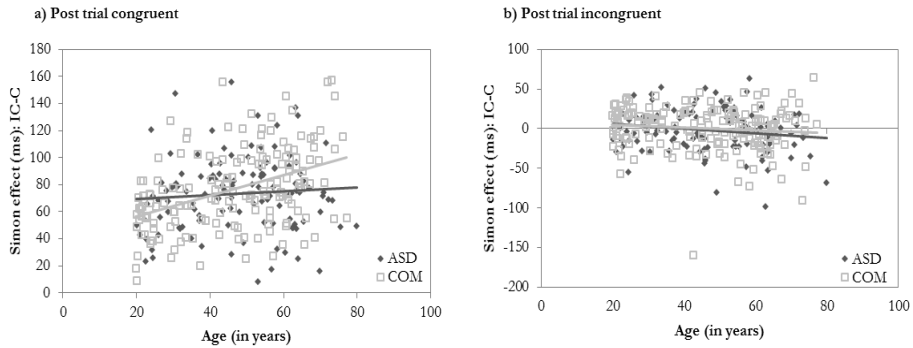 a) Post trial congruent
180
160
140
120
100
80
60
40
20
0
Simon effect (ms): IC-C
0
20
40
60
80
100
Age (in years)
ASD
COM
b) Post trial incongruent
100
50
0
-50
-100
-150
-200
Simon effect (ms): IC-C
0
20
40
60
80
100
Age (in years)
ASD
COM